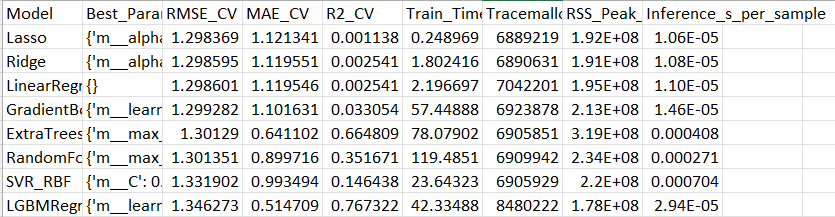 Model Best_Param RMSE_CV MAE_CV R2_CV Train_Time Tracemallo RSS_Peak_ Inference_s_per_sample
Lasso {'m__alpha 1.298369 1.121341 0.001138 0.248969 6889219 1.92E+08 1.06E-05
Ridge {'m__alpha 1.298595 1.119551 0.002541 1.802416 6890631 1.91E+08 1.08E-05
LinearRegr {} 1.298601 1.119546 0.002541 2.196697 7042201 1.95E+08 1.10E-05
GradientBo {'m__learn 1.299282 1.101631 0.033054 57.44888 6923878 2.13E+08 1.46E-05
ExtraTrees {'m__max_ 1.30129 0.641102 0.664809 78.07902 6905851 3.19E+08 0.000408
RandomFo {'m__max_ 1.301351 0.899716 0.351671 119.4851 6909942 2.34E+08 0.000271
SVR_RBF {'m__C': 0. 1.331902 0.993494 0.146438 23.64323 6905929 2.2E+08 0.000704
LGBMRegr {'m__learn 1.346273 0.514709 0.767322 42.33488 8480222 1.78E+08 2.94E-05